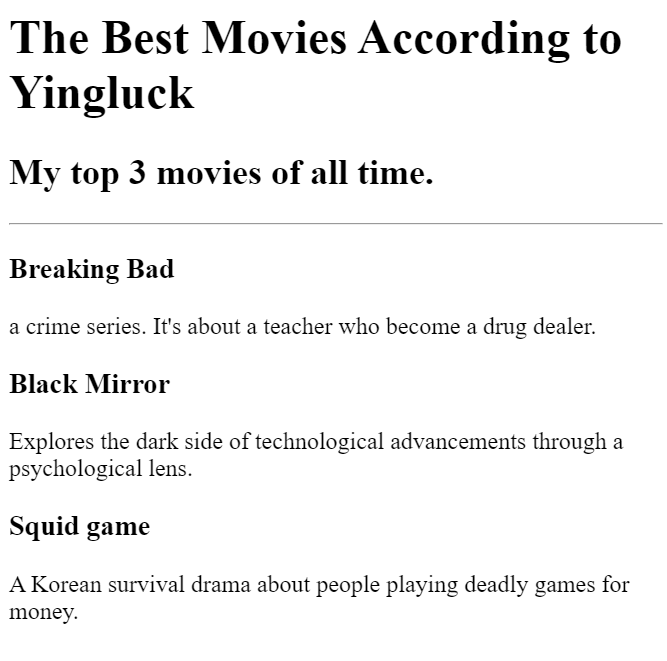 The Best Movies According to
Yingluck
My top 3 movies of all time.
Breaking Bad
a crime series. It's about a teacher who become a drug dealer.
Black Mirror
Explores the dark side of technological advancements through a
psychological lens.
Squid game
A Korean survival drama about people playing deadly games for
money.